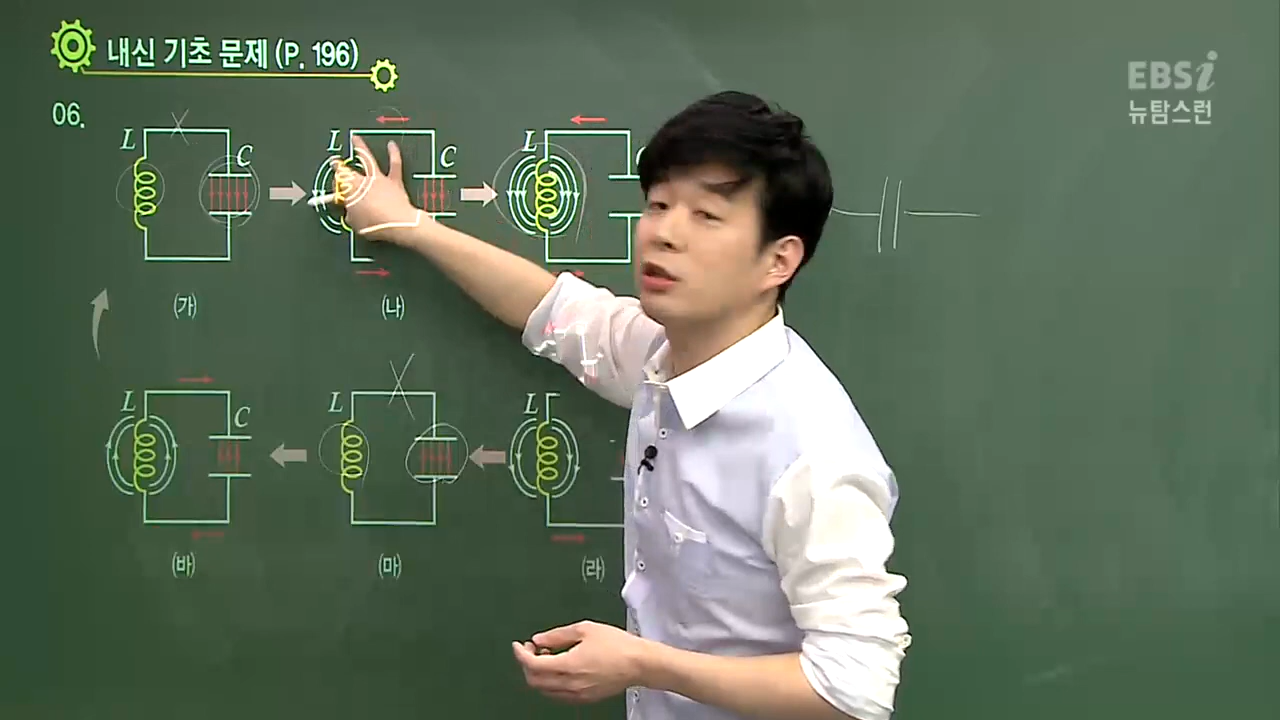 내신 기초 문제 (P. 196)
EBSi
뉴탐스런
06.
L C
L C
L
(가)
(나)
L C
L
L
(바)
(마)
(라)